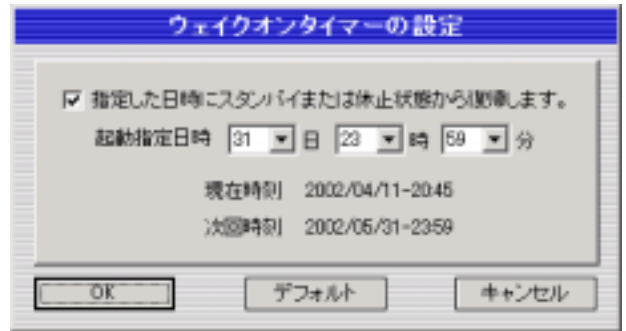 ウェイクオンタイマーの設定
指定した日時にスタンバイまたは休止状態から復帰します。
起動指定日時 31 日 23 時 59 分
現在時刻 2002/04/11-20:45
次回時刻 2002/05/31-23:59
OK デフォルト キャンセル